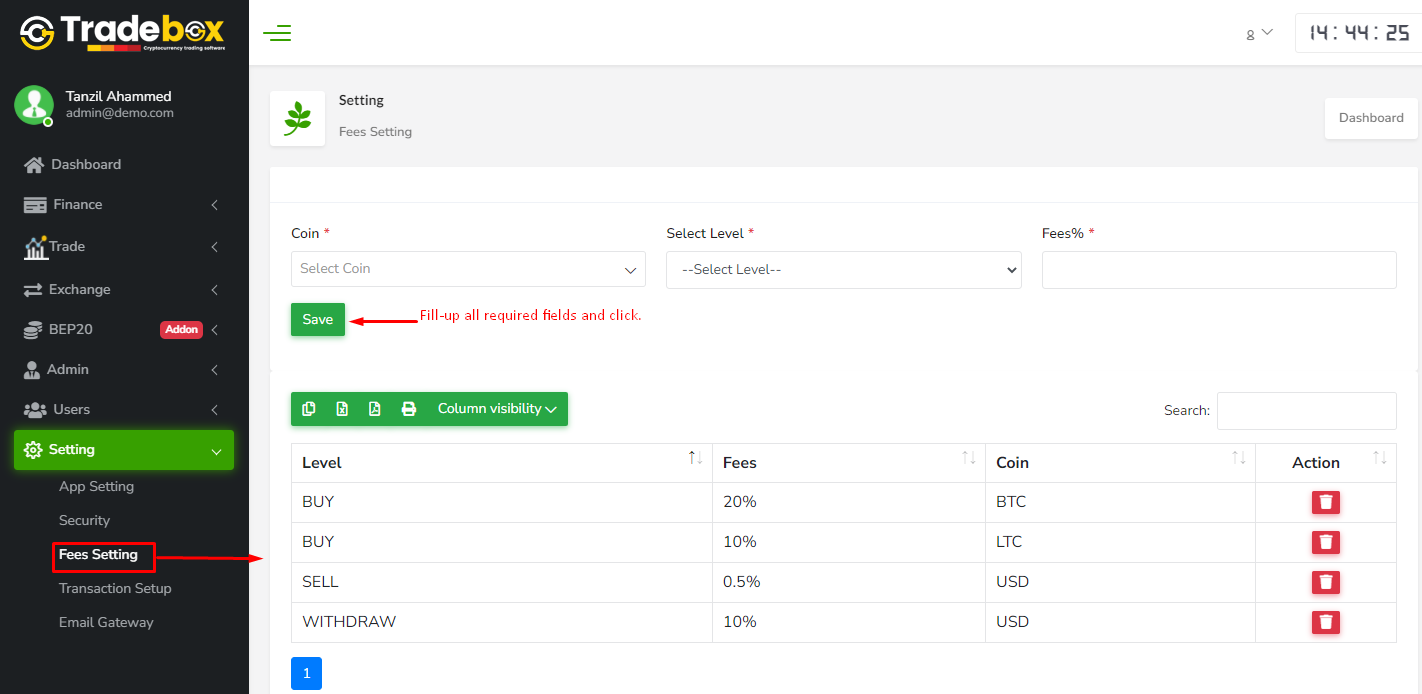 Tradebox
Cryptocurrency trading software
14:44:25
Tanzil Ahammed
admin@demo.com
Dashboard
Finance
Trade
Exchange
BEP20 Addon
Admin
Users
Setting
App Setting
Security
Fees Setting
Transaction Setup
Email Gateway
Setting
Fees Setting
Dashboard
Coin * Select Level * Fees% *
Select Coin --Select Level--
Save Fill-up all required fields and click.
Column visibility Search:
Level Fees Coin Action
BUY 20% BTC
BUY 10% LTC
SELL 0.5% USD
WITHDRAW 10% USD
1